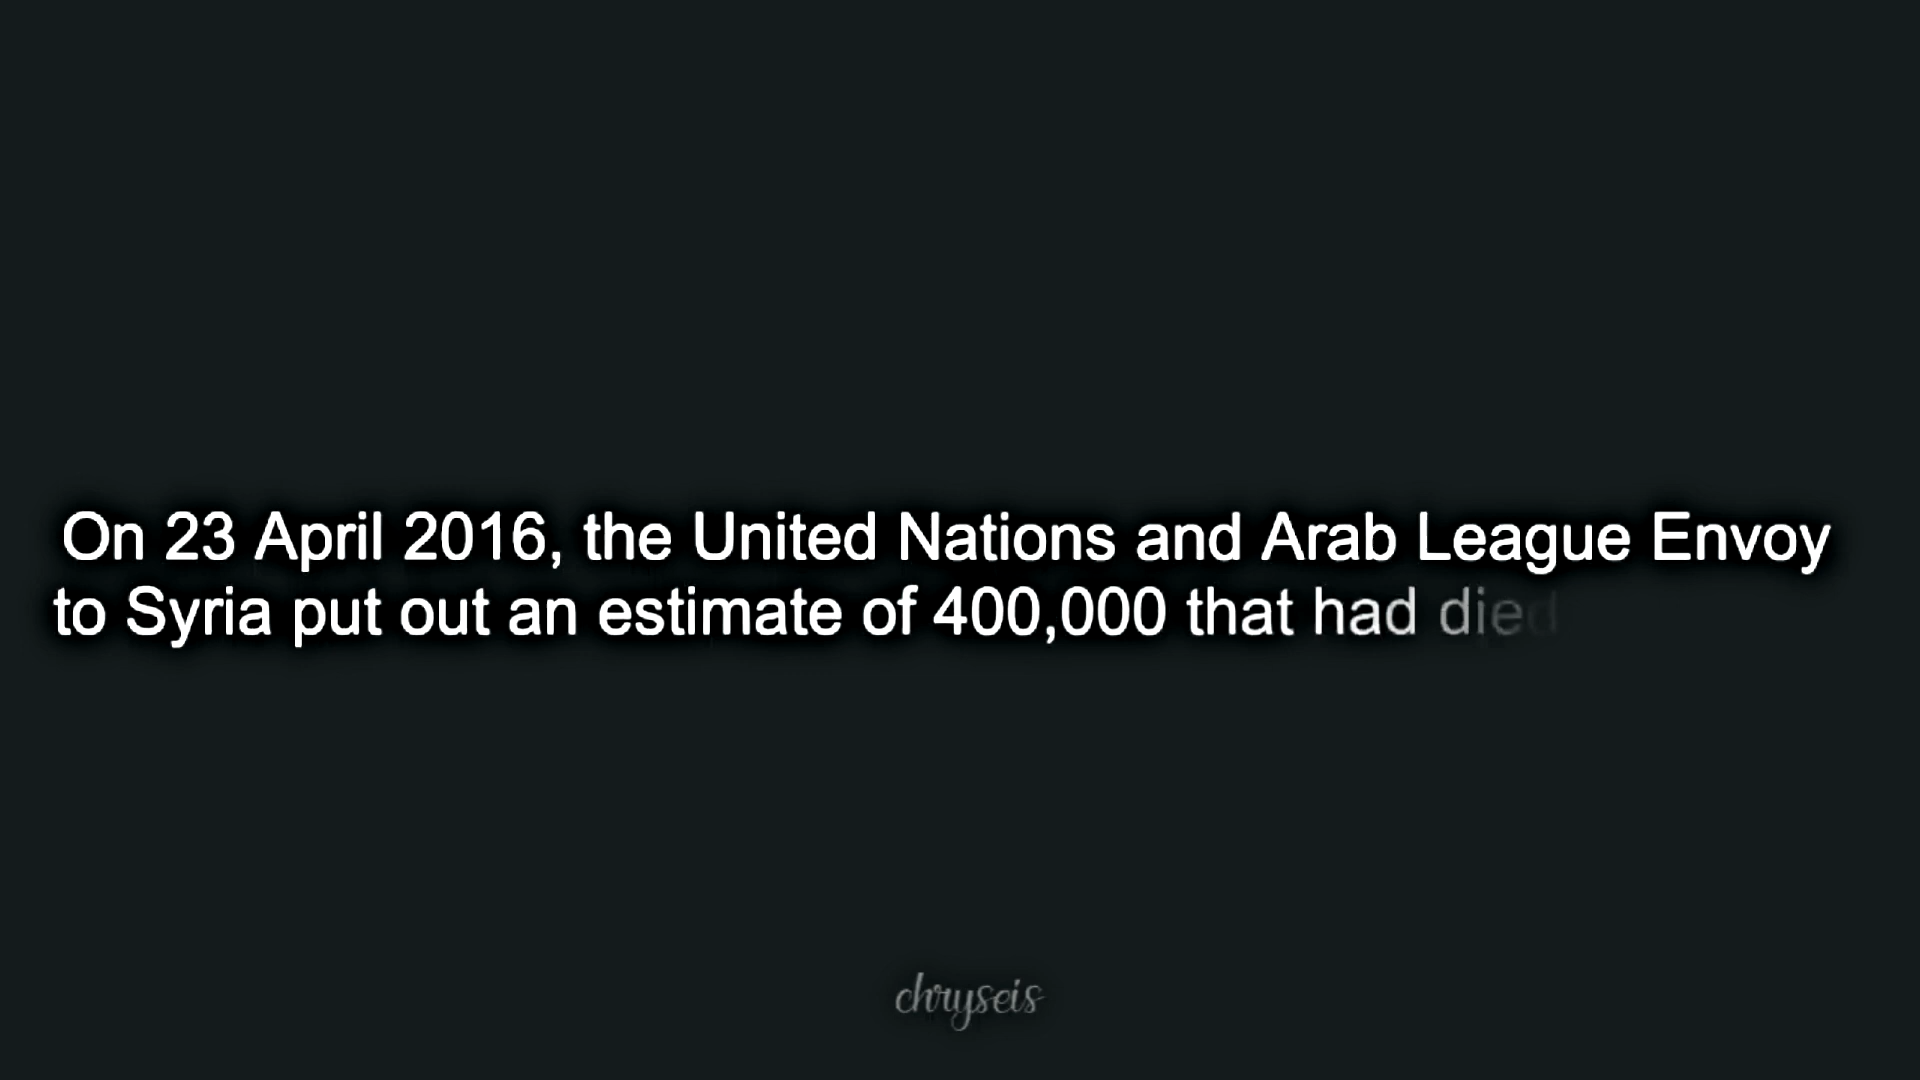 On 23 April 2016, the United Nations and Arab League Envoy
to Syria put out an estimate of 400,000 that had died
chryseis